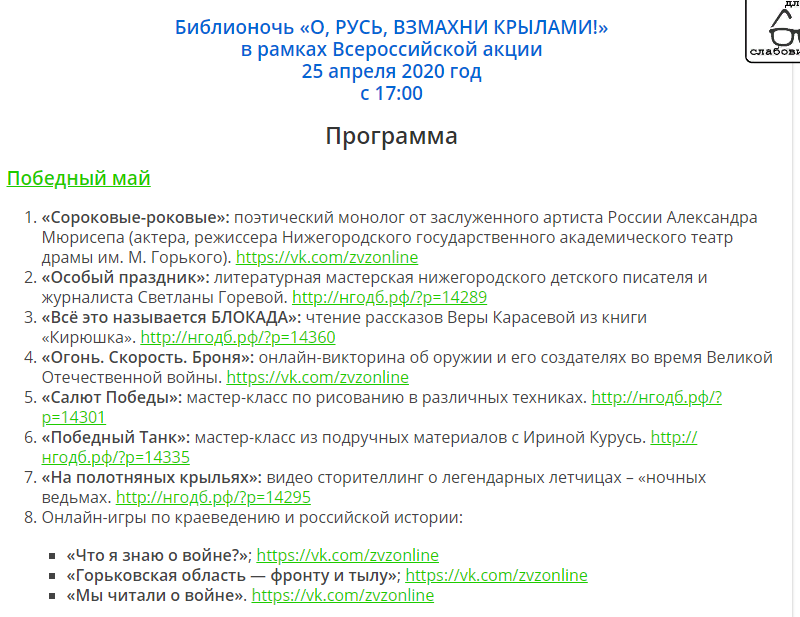 Библионочь «О, РУСЬ, ВЗМАХНИ КРЫЛАМИ!»
в рамках Всероссийской акции
25 апреля 2020 год
с 17:00
Программа
Победный май
1. «Сороковые-роковые»: поэтический монолог от заслуженного артиста России Александра
Мюрисепа (актера, режиссера Нижегородского государственного академического театр
драмы им. М. Горького). https://vk.com/zvzonline
2. «Особый праздник»: литературная мастерская нижегородского детского писателя и
журналиста Светланы Горевой. http://нгодб.рф/?p=14289
3. «Всё это называется БЛОКАДА»: чтение рассказов Веры Карасевой из книги
«Кирюшка». http://нгодб.рф/?p=14360
4. «Огонь. Скорость. Броня»: онлайн-викторина об оружии и его создателях во время Великой
Отечественной войны. https://vk.com/zvzonline
5. «Салют Победы»: мастер-класс по рисованию в различных техниках. http://нгодб.рф/?
p=14301
6. «Победный Танк»: мастер-класс из подручных материалов с Ириной Курусь. http://
нгодб.рф/?p=14335
7. «На полотняных крыльях»: видео сторителлинг о легендарных летчицах – «ночных
ведьмах. http://нгодб.рф/?p=14295
8. Онлайн-игры по краеведению и российской истории:
▪ «Что я знаю о войне?»; https://vk.com/zvzonline
▪ «Горьковская область — фронту и тылу»; https://vk.com/zvzonline
▪ «Мы читали о войне». https://vk.com/zvzonline